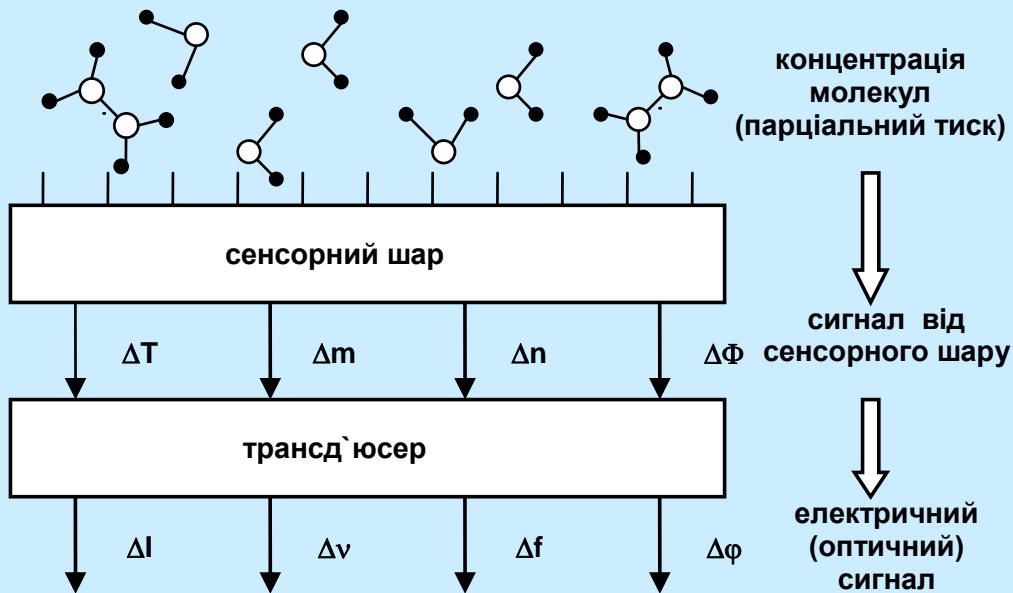 концентрація
молекул
(парціальний тиск)
сенсорний шар
ΔT
Δm
Δn
ΔΦ
сигнал від
сенсорного шару
трансд`юсер
ΔI
Δν
Δf
Δφ
електричний
(оптичний)
сигнал